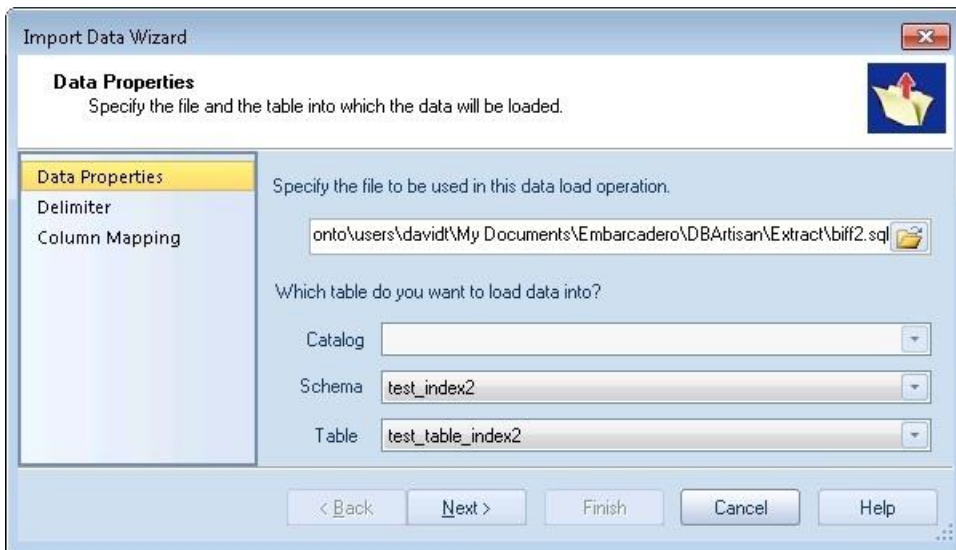 Import Data Wizard
Data Properties
Specify the file and the table into which the data will be loaded.
Data Properties
Delimiter
Column Mapping
Specify the file to be used in this data load operation.
onto\users\davidt\My Documents\Embarcadero\DBArtisan\Extract\biff2.sql
Which table do you want to load data into?
Catalog
Schema test_index2
Table test_table_index2
< Back Next > Finish Cancel Help